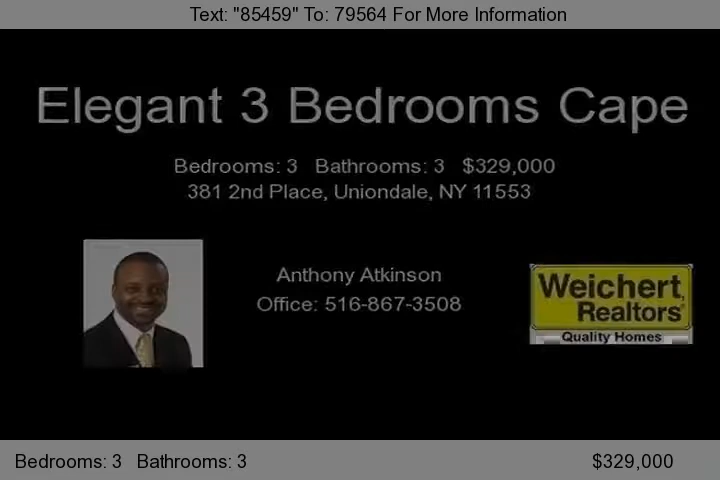 Text: "85459" To: 79564 For More Information
Elegant 3 Bedrooms Cape
Bedrooms: 3 Bathrooms: 3 $329,000
381 2nd Place, Uniondale, NY 11553
Anthony Atkinson
Office: 516-867-3508
Weichert,
Realtors®
Quality Homes
Bedrooms: 3 Bathrooms: 3 $329,000